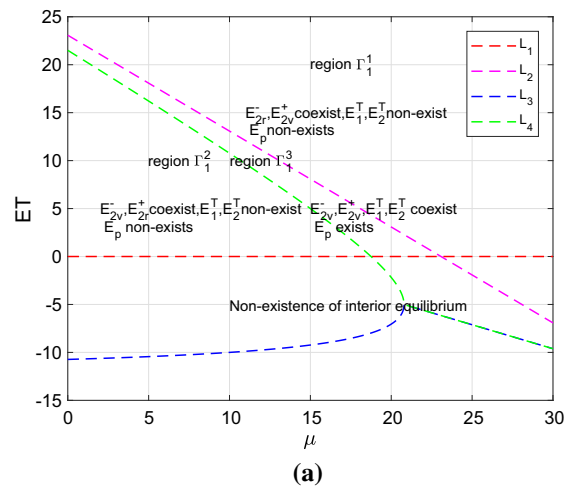 25
20
15
10
5
0
-5
-10
-15
ET
region Γ₁¹
L₁
L₂
L₃
L₄
E₂ᵣ⁻,E₂ᵥ⁺coexist,E₁ᵀ,E₂ᵀnon-exist
Eₚ non-exists
region Γ₁²
region Γ₁³
E₂ᵥ⁻,E₂ᵣ⁺coexist,E₁ᵀ,E₂ᵀnon-exist
Eₚ non-exists
E₂ᵥ⁻,E₂ᵥ⁺,E₁ᵀ,E₂ᵀ coexist
Eₚ exists
Non-existence of interior equilibrium
0 5 10 15 20 25 30
μ
(a)